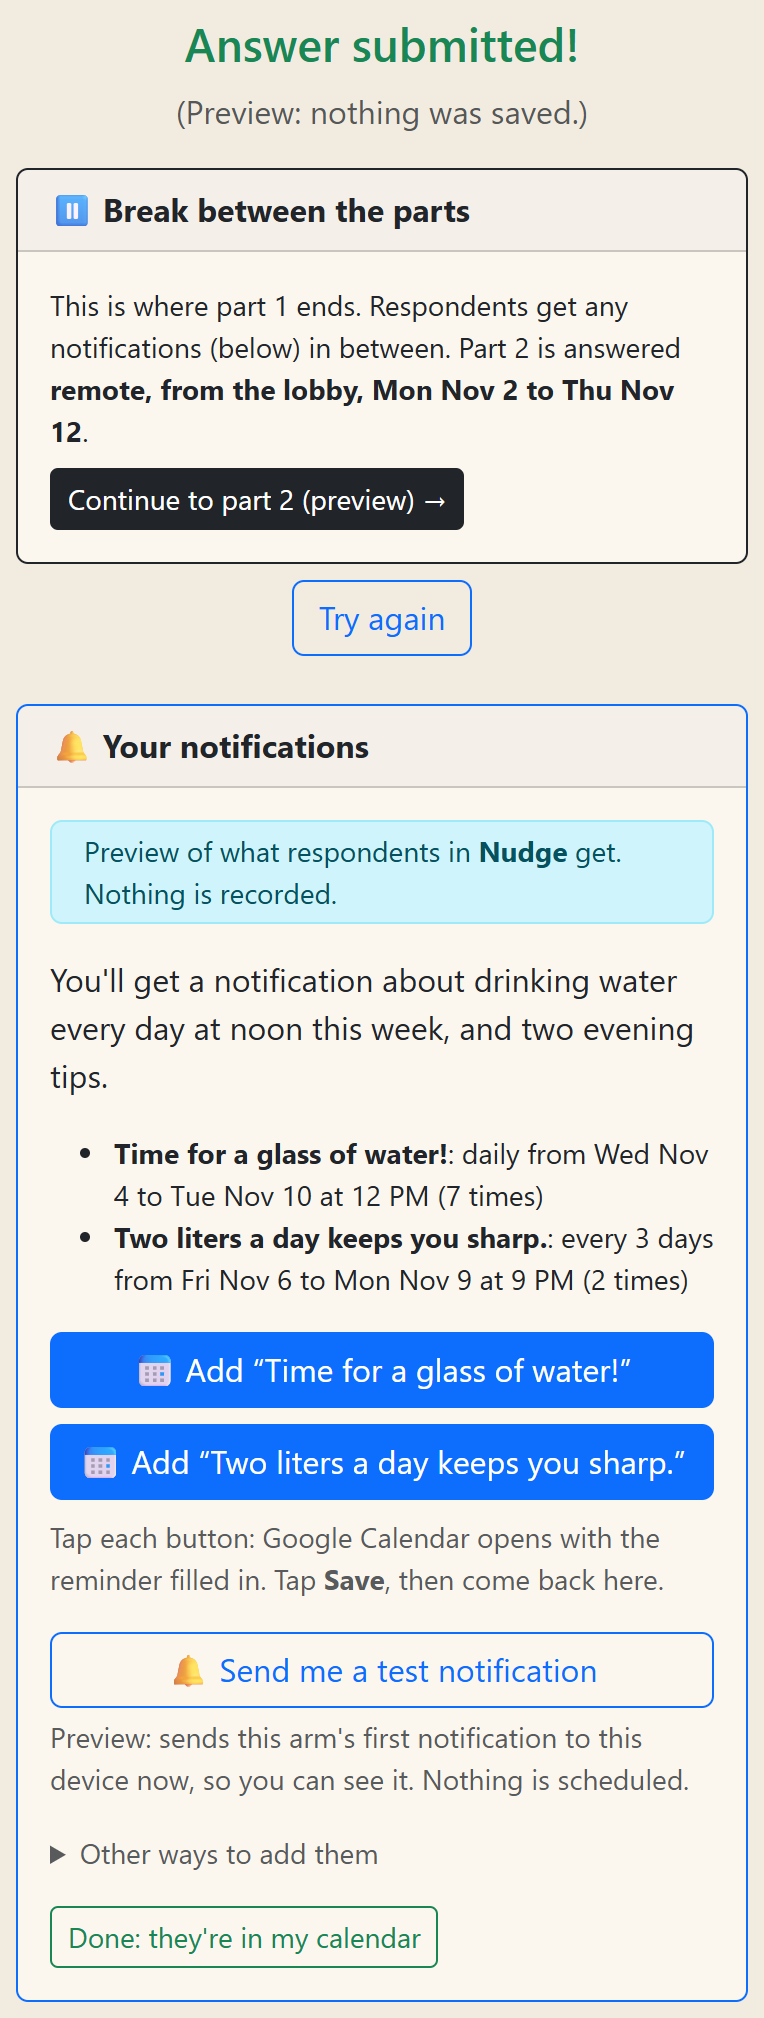 Answer submitted!
(Preview: nothing was saved.)
Break between the parts
This is where part 1 ends. Respondents get any
notifications (below) in between. Part 2 is answered
remote, from the lobby, Mon Nov 2 to Thu Nov
12.
Continue to part 2 (preview) →
Try again
Your notifications
Preview of what respondents in Nudge get.
Nothing is recorded.
You'll get a notification about drinking water
every day at noon this week, and two evening
tips.
• Time for a glass of water!: daily from Wed Nov
4 to Tue Nov 10 at 12 PM (7 times)
• Two liters a day keeps you sharp.: every 3 days
from Fri Nov 6 to Mon Nov 9 at 9 PM (2 times)
Add “Time for a glass of water!”
Add “Two liters a day keeps you sharp.”
Tap each button: Google Calendar opens with the
reminder filled in. Tap Save, then come back here.
Send me a test notification
Preview: sends this arm's first notification to this
device now, so you can see it. Nothing is scheduled.
Other ways to add them
Done: they're in my calendar